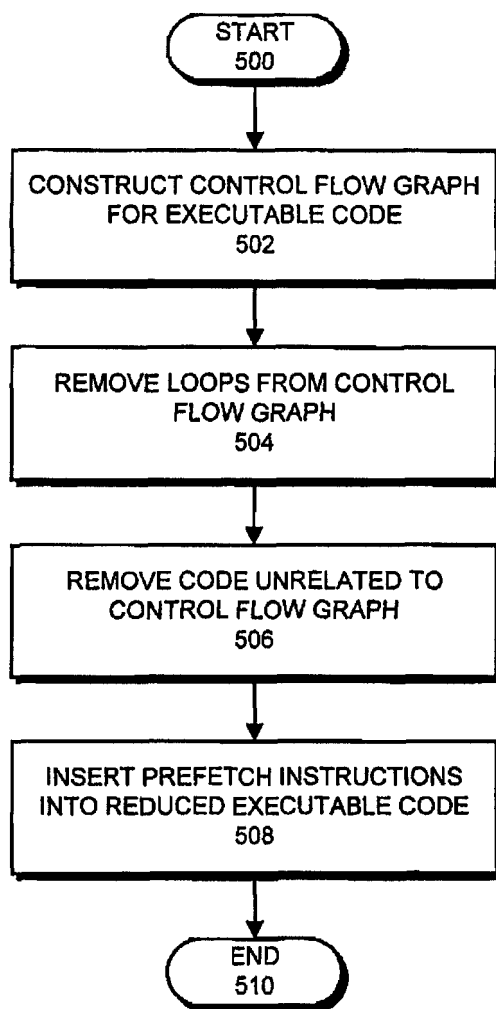 START
500
CONSTRUCT CONTROL FLOW GRAPH
FOR EXECUTABLE CODE
502
REMOVE LOOPS FROM CONTROL
FLOW GRAPH
504
REMOVE CODE UNRELATED TO
CONTROL FLOW GRAPH
506
INSERT PREFETCH INSTRUCTIONS
INTO REDUCED EXECUTABLE CODE
508
END
510